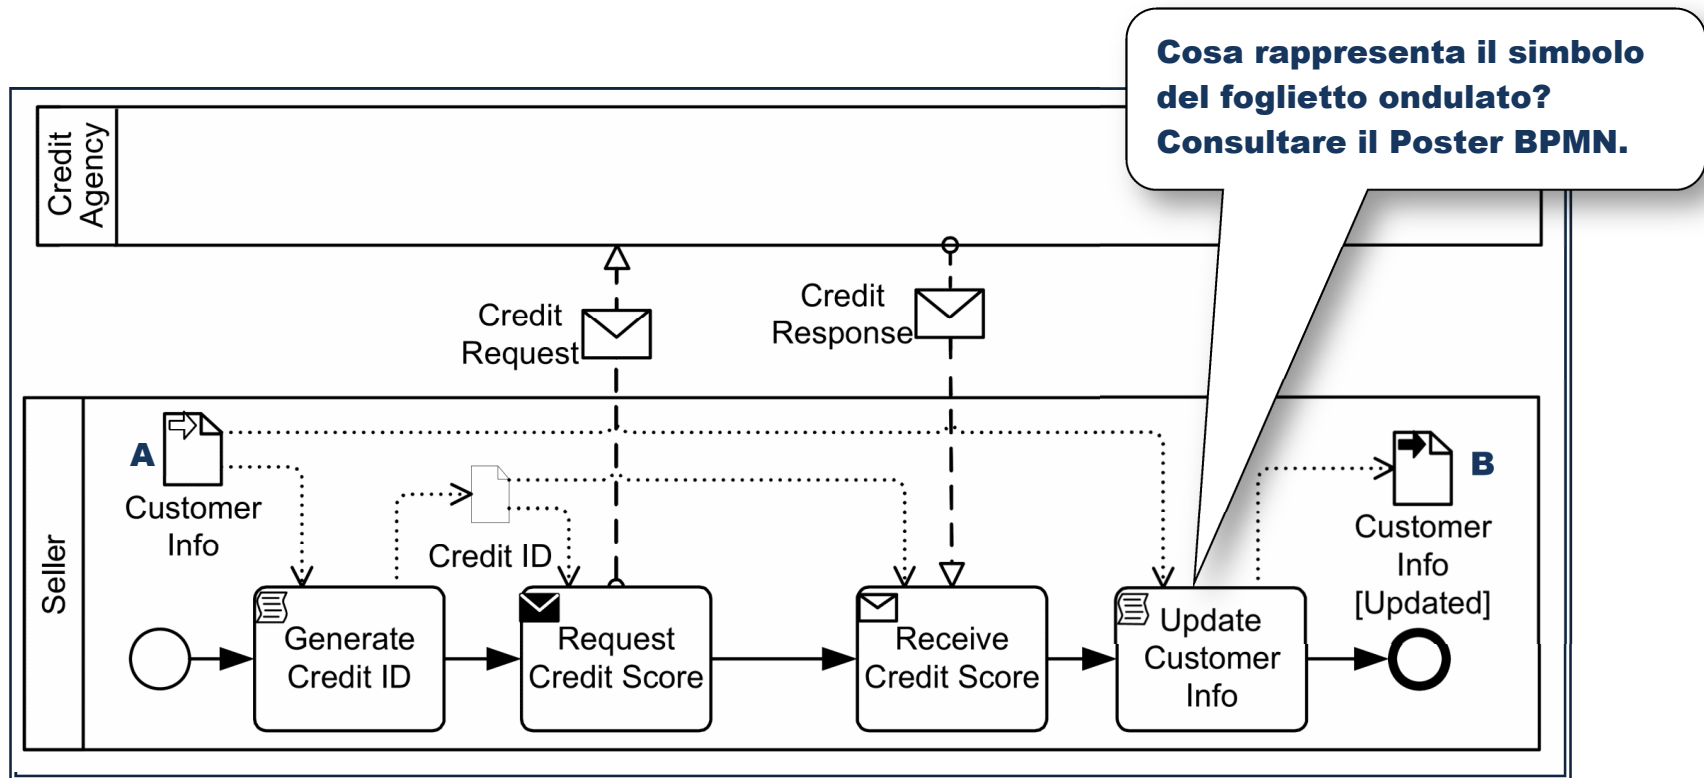 Cosa rappresenta il simbolo
del foglietto ondulato?
Consultare il Poster BPMN.
Credit
Agency
Credit
Request
Credit
Response
Seller
A
Customer
Info
Credit ID
B
Customer
Info
[Updated]
Generate
Credit ID
Request
Credit Score
Receive
Credit Score
Update
Customer
Info